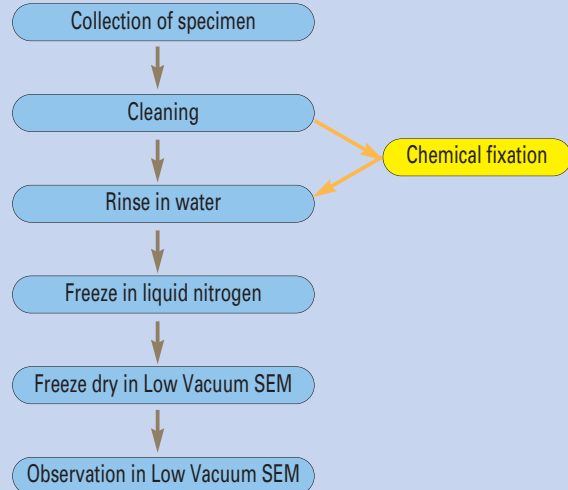 Collection of specimen
Cleaning
Chemical fixation
Rinse in water
Freeze in liquid nitrogen
Freeze dry in Low Vacuum SEM
Observation in Low Vacuum SEM